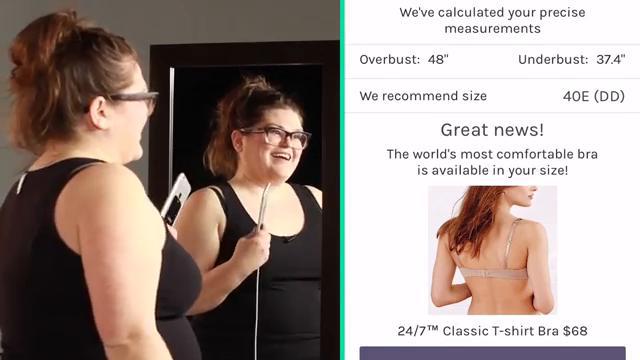 We've calculated your precise
measurements
Overbust: 48" Underbust: 37.4"
We recommend size 40E (DD)
Great news!
The world's most comfortable bra
is available in your size!
24/7™ Classic T-shirt Bra $68